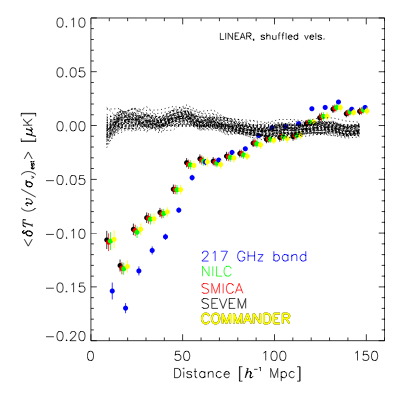 LINEAR, shuffled vels.
0.10
0.05
0.00
−0.05
−0.10
−0.15
−0.20
<δT (v/σᵥ)rest> [μK]
217 GHz band
NILC
SMICA
SEVEM
COMMANDER
0 50 100 150
Distance [h⁻¹ Mpc]